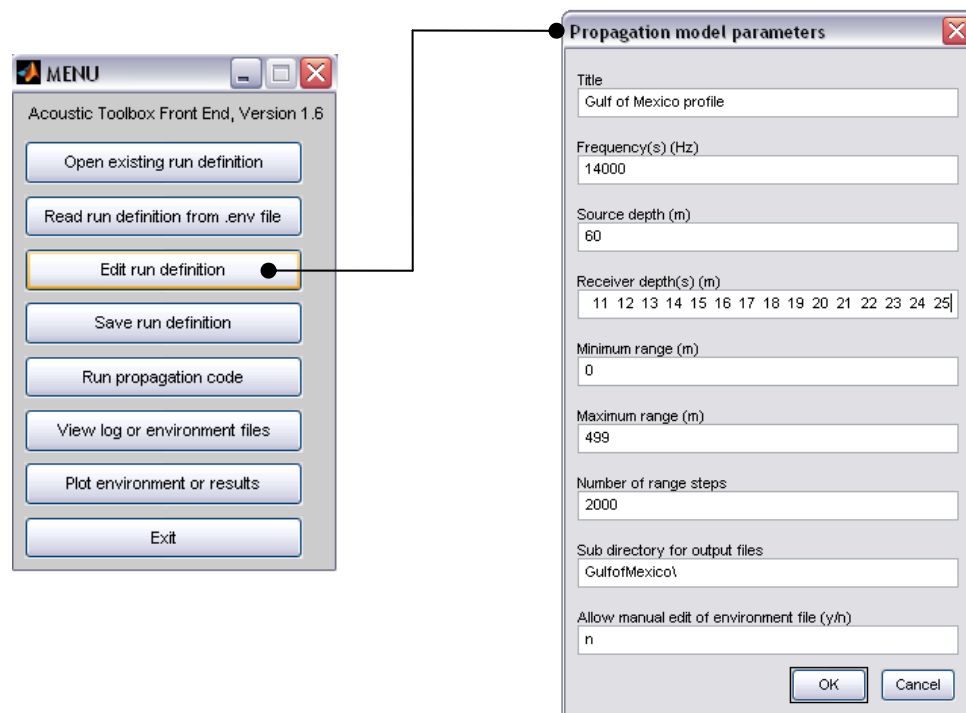 MENU
Acoustic Toolbox Front End, Version 1.6
Open existing run definition
Read run definition from .env file
Edit run definition
Save run definition
Run propagation code
View log or environment files
Plot environment or results
Exit
Propagation model parameters
Title
Gulf of Mexico profile
Frequency(s) (Hz)
14000
Source depth (m)
60
Receiver depth(s) (m)
11 12 13 14 15 16 17 18 19 20 21 22 23 24 25
Minimum range (m)
0
Maximum range (m)
499
Number of range steps
2000
Sub directory for output files
GulfofMexico\
Allow manual edit of environment file (y/n)
n
OK Cancel